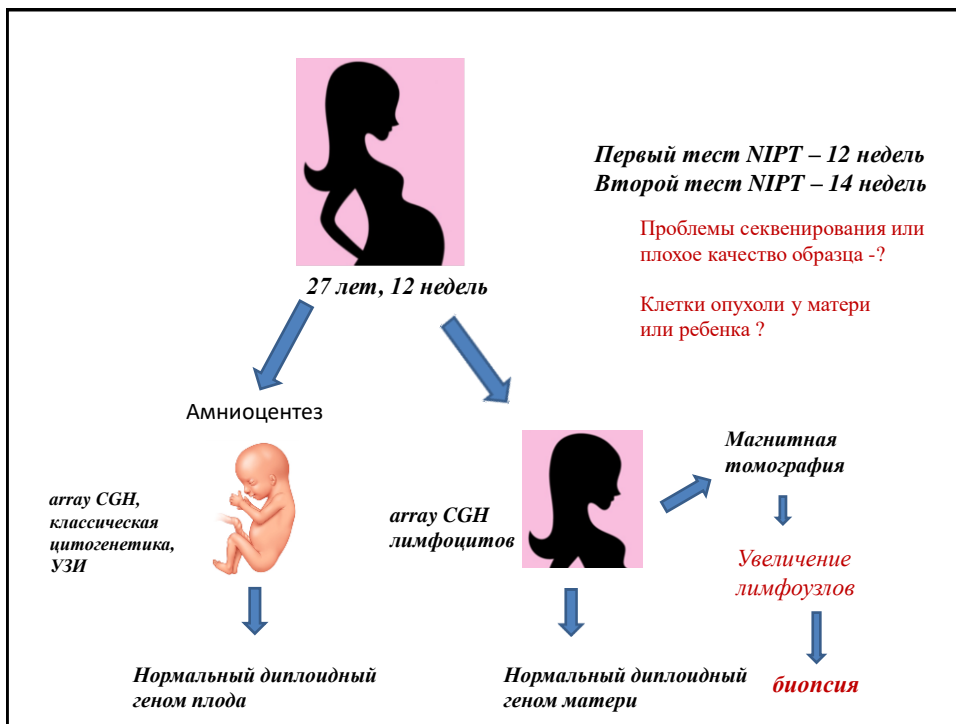 Первый тест NIPT – 12 недель
Второй тест NIPT – 14 недель
Проблемы секвенирования или
плохое качество образца -?
Клетки опухоли у матери
или ребенка ?
27 лет, 12 недель
Амниоцентез
array CGH,
классическая
цитогенетика,
УЗИ
array CGH
лимфоцитов
Магнитная
томография
Увеличение
лимфоузлов
Нормальный диплоидный
геном плода
Нормальный диплоидный
геном матери
биопсия